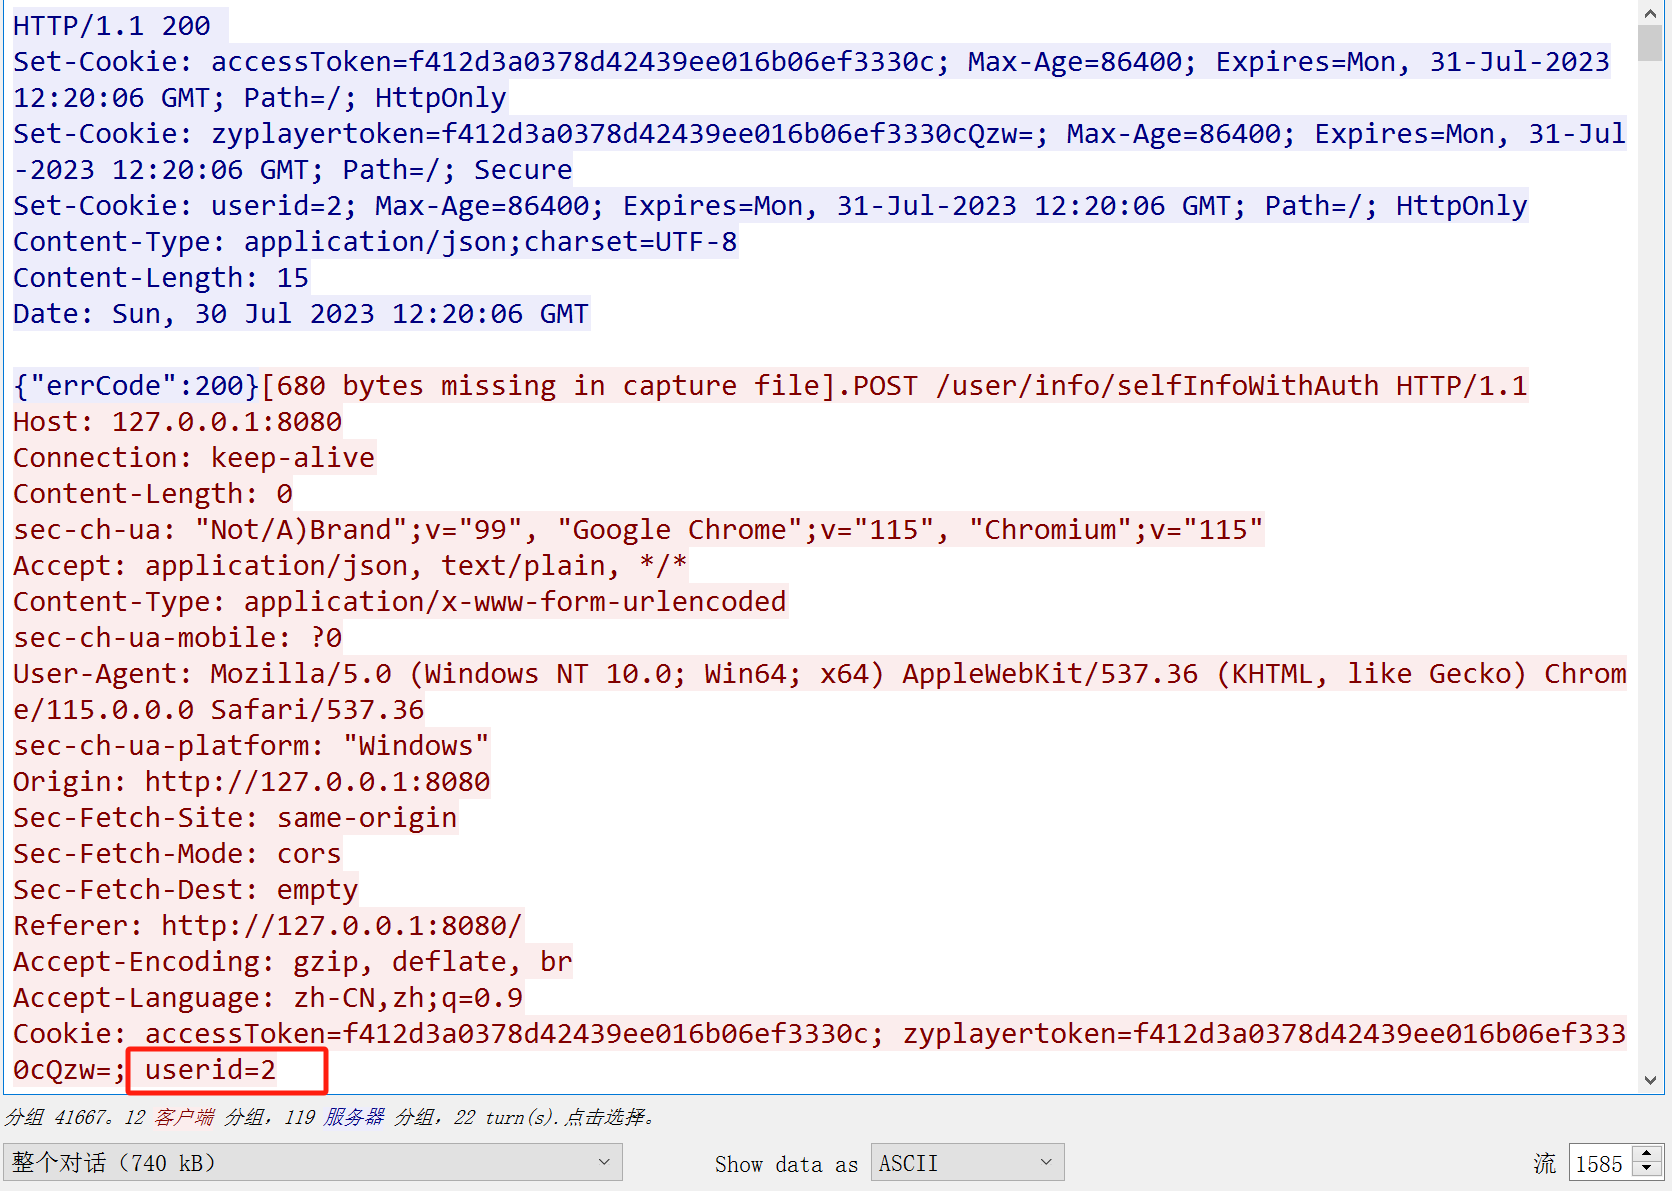 HTTP/1.1 200
Set-Cookie: accessToken=f412d3a0378d42439ee016b06ef3330c; Max-Age=86400; Expires=Mon, 31-Jul-2023
12:20:06 GMT; Path=/; HttpOnly
Set-Cookie: zyplayertoken=f412d3a0378d42439ee016b06ef3330cQzw=; Max-Age=86400; Expires=Mon, 31-Jul
-2023 12:20:06 GMT; Path=/; Secure
Set-Cookie: userid=2; Max-Age=86400; Expires=Mon, 31-Jul-2023 12:20:06 GMT; Path=/; HttpOnly
Content-Type: application/json;charset=UTF-8
Content-Length: 15
Date: Sun, 30 Jul 2023 12:20:06 GMT
{"errCode":200}[680 bytes missing in capture file].POST /user/info/selfInfoWithAuth HTTP/1.1
Host: 127.0.0.1:8080
Connection: keep-alive
Content-Length: 0
sec-ch-ua: "Not/A)Brand";v="99", "Google Chrome";v="115", "Chromium";v="115"
Accept: application/json, text/plain, */*
Content-Type: application/x-www-form-urlencoded
sec-ch-ua-mobile: ?0
User-Agent: Mozilla/5.0 (Windows NT 10.0; Win64; x64) AppleWebKit/537.36 (KHTML, like Gecko) Chrom
e/115.0.0.0 Safari/537.36
sec-ch-ua-platform: "Windows"
Origin: http://127.0.0.1:8080
Sec-Fetch-Site: same-origin
Sec-Fetch-Mode: cors
Sec-Fetch-Dest: empty
Referer: http://127.0.0.1:8080/
Accept-Encoding: gzip, deflate, br
Accept-Language: zh-CN,zh;q=0.9
Cookie: accessToken=f412d3a0378d42439ee016b06ef3330c; zyplayertoken=f412d3a0378d42439ee016b06ef333
0cQzw=; userid=2
分组 41667。12 客户端 分组，119 服务器 分组，22 turn(s).点击选择。
整个对话（740 kB） Show data as ASCII 流 1585